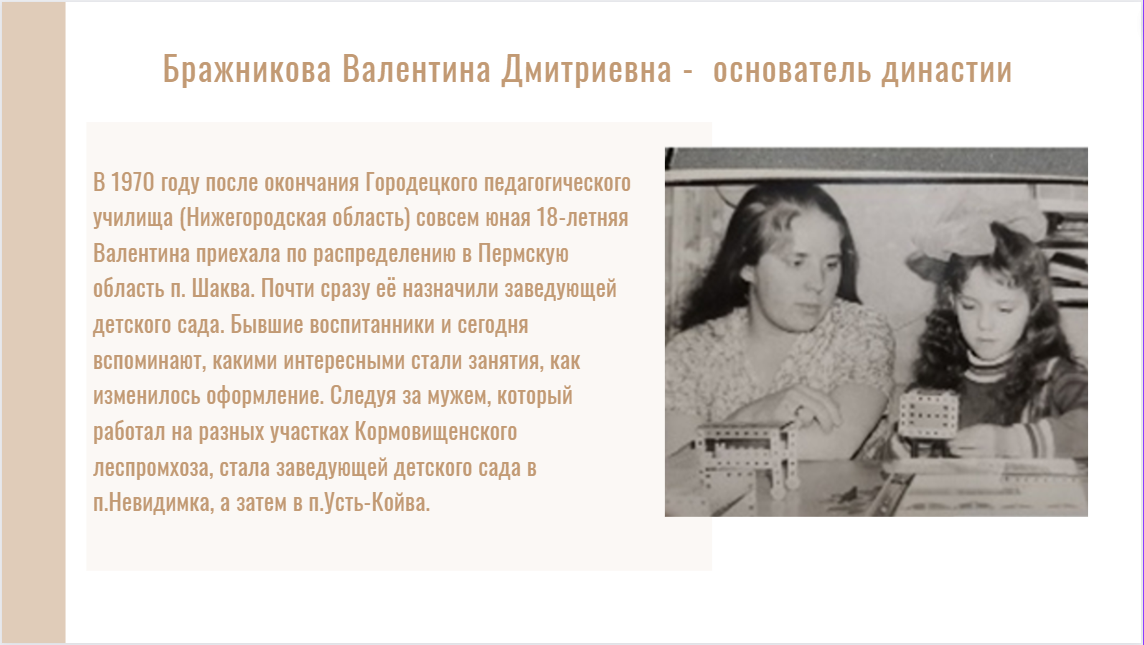 Бражникова Валентина Дмитриевна -  основатель династии
В 1970 году после окончания Городецкого педагогического
училища (Нижегородская область) совсем юная 18-летняя
Валентина приехала по распределению в Пермскую
область п. Шаква. Почти сразу её назначили заведующей
детского сада. Бывшие воспитанники и сегодня
вспоминают, какими интересными стали занятия, как
изменилось оформление. Следуя за мужем, который
работал на разных участках Кормовищенского
леспромхоза, стала заведующей детского сада в
п.Невидимка, а затем в п.Усть-Койва.